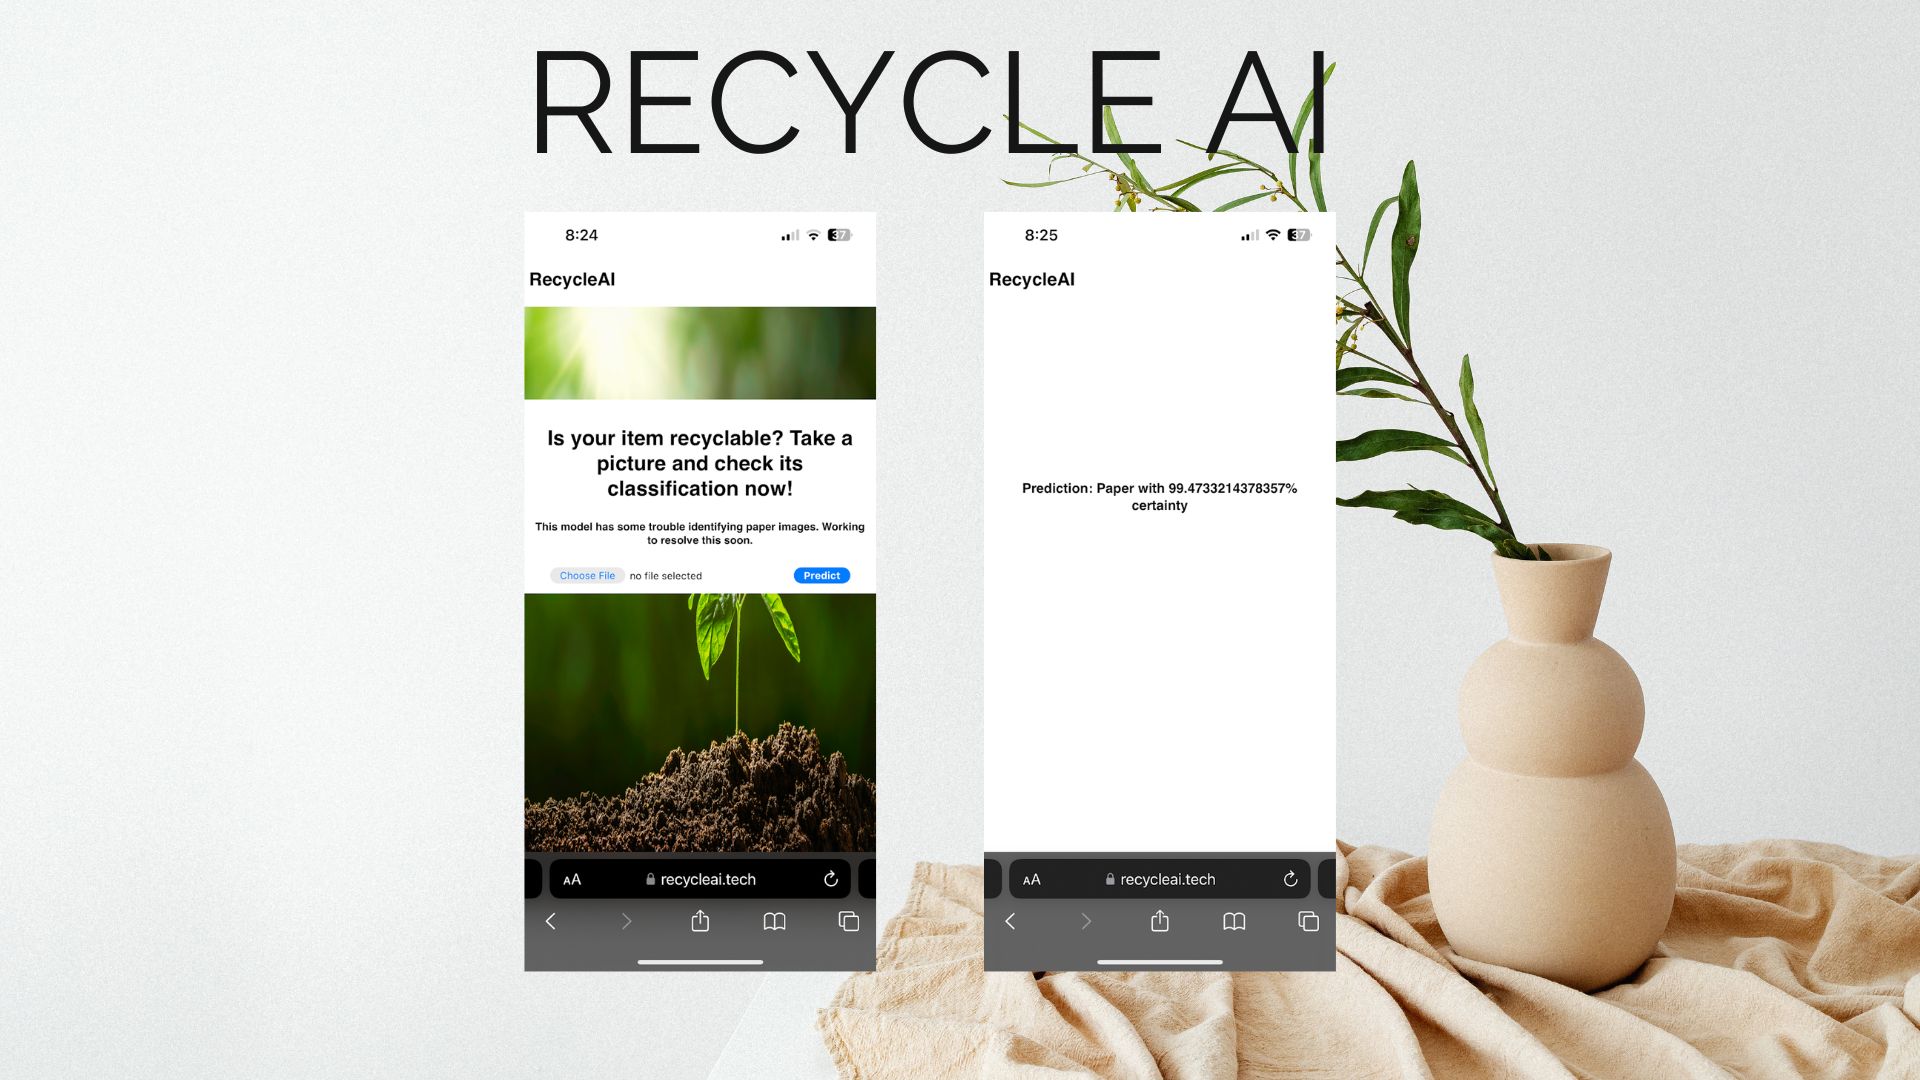 RECYCLE AI
8:24
37
RecycleAI
Is your item recyclable? Take a
picture and check its
classification now!
This model has some trouble identifying paper images. Working
to resolve this soon.
Choose File no file selected Predict
AA recycleai.tech
8:25
37
RecycleAI
Prediction: Paper with 99.4733214378357%
certainty
AA recycleai.tech